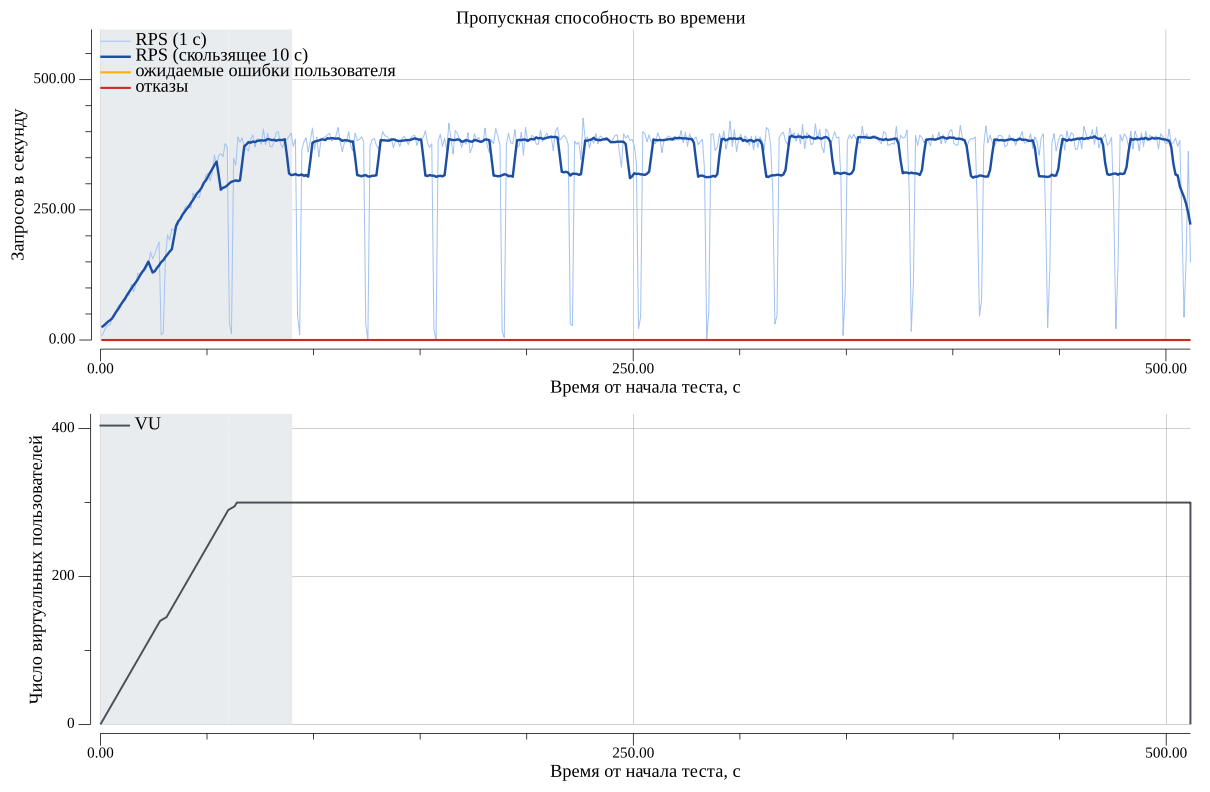 Пропускная способность во времени
RPS (1 с)
RPS (скользящее 10 с)
ожидаемые ошибки пользователя
отказы
Запросов в секунду
500.00
250.00
0.00
0.00 250.00 500.00
Время от начала теста, с
VU
Число виртуальных пользователей
400
200
0
0.00 250.00 500.00
Время от начала теста, с